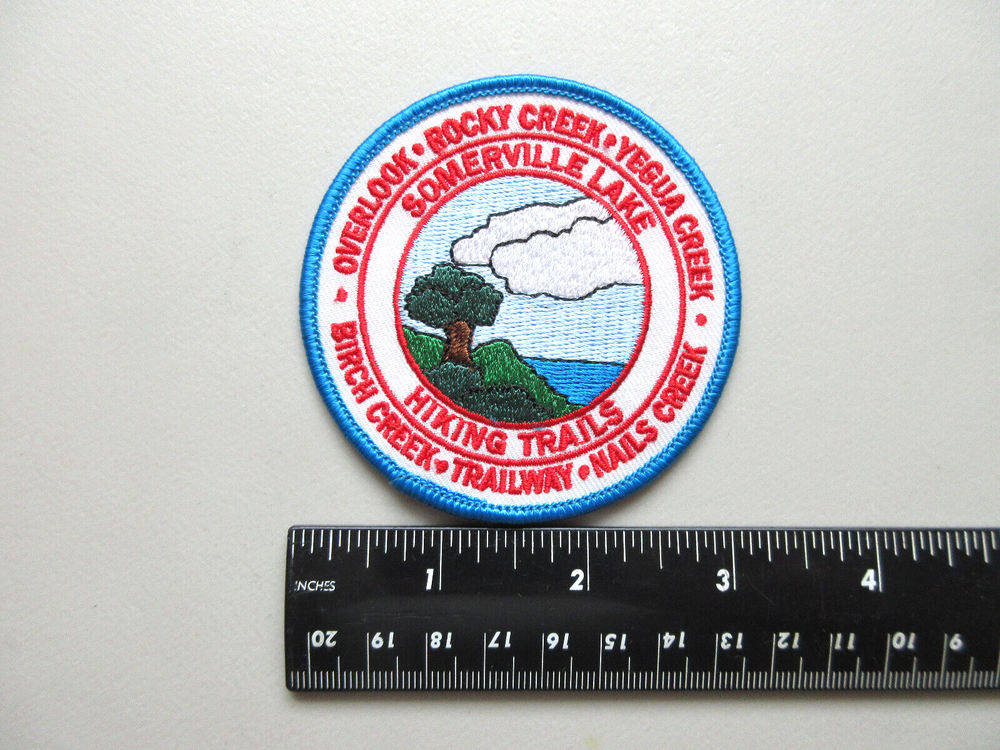 OVERLOOK • ROCKY CREEK • YEGUA CREEK •
SOMERVILLE LAKE
HIKING TRAILS
BIRCH CREEK • TRAILWAY • NAILS CREEK •
1 2 3 4
INCHES
20 19 18 17 16 15 14 13 12 11 10 9